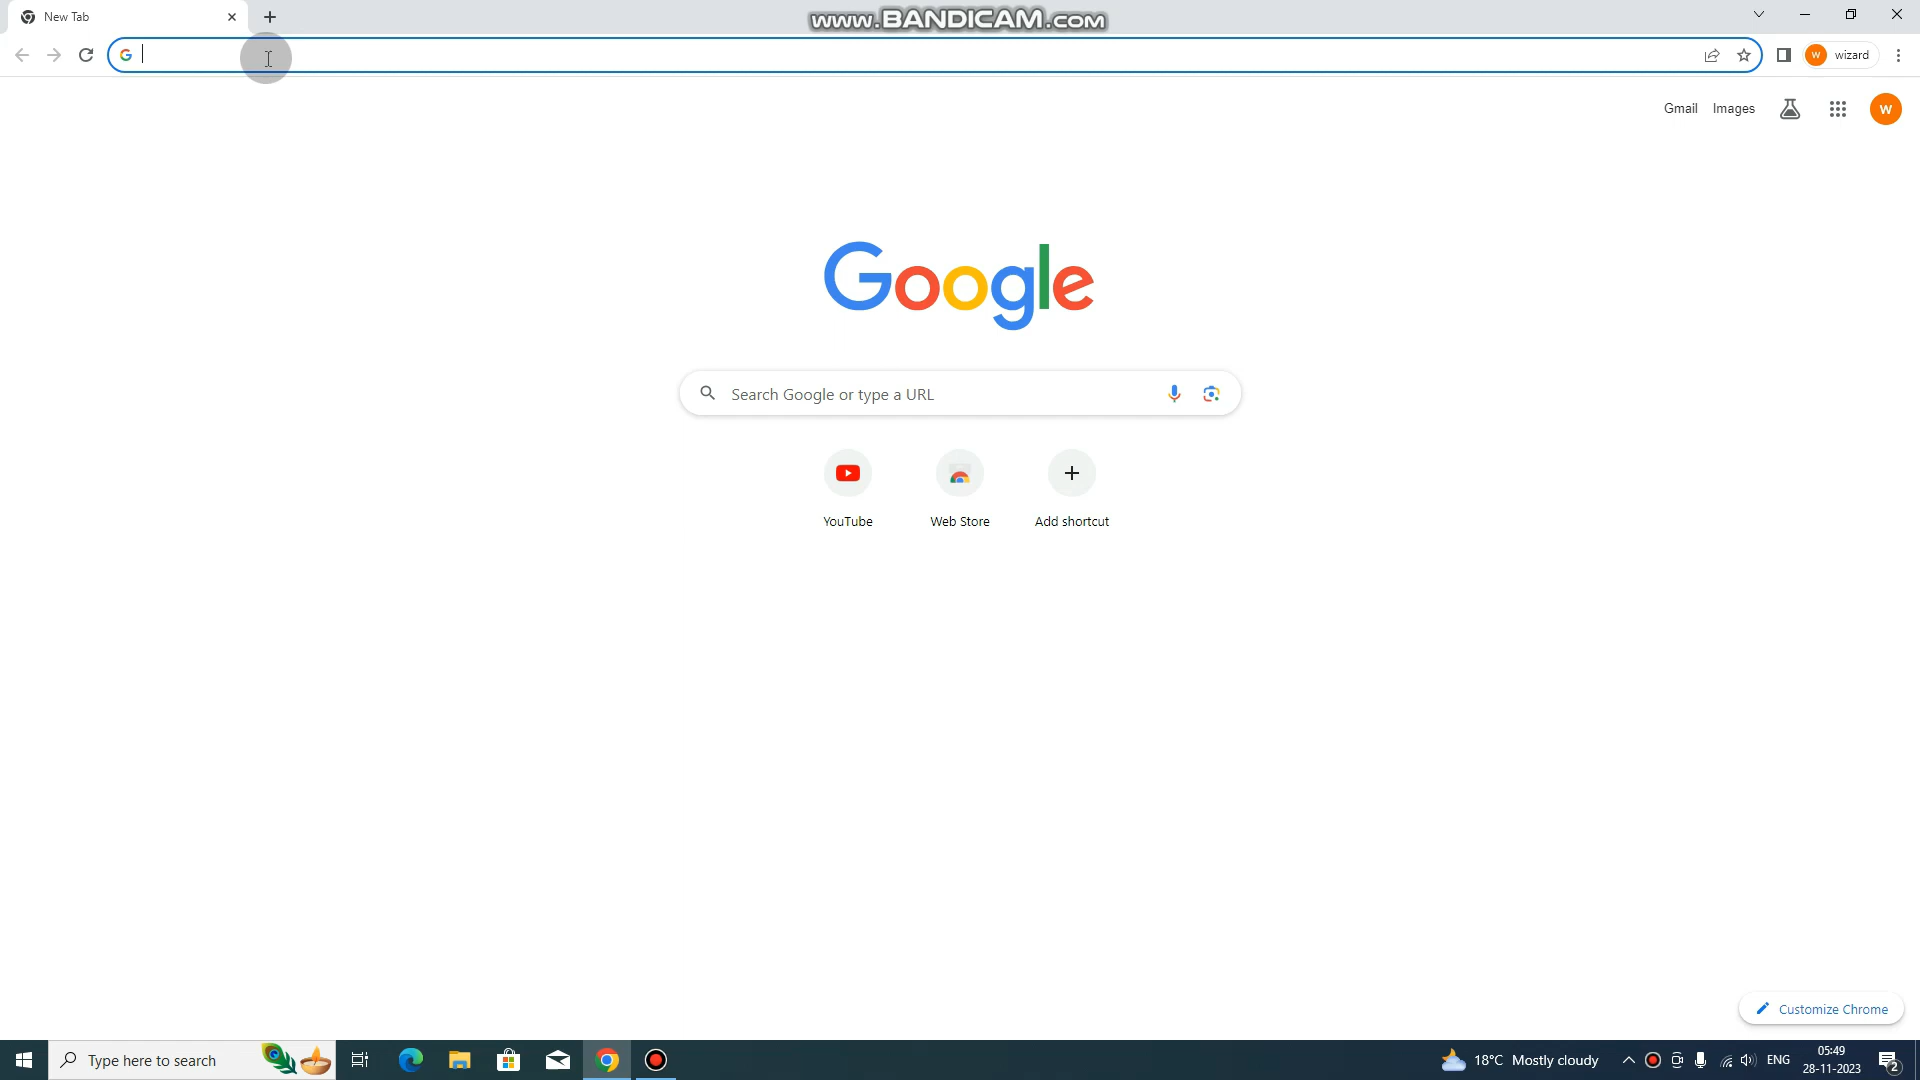 New Tab
www.BANDICAM.com
G
W wizard
Gmail Images
W
Google
Search Google or type a URL
YouTube Web Store Add shortcut
Customize Chrome
Type here to search
18°C Mostly cloudy
ENG
05:49
28-11-2023
2